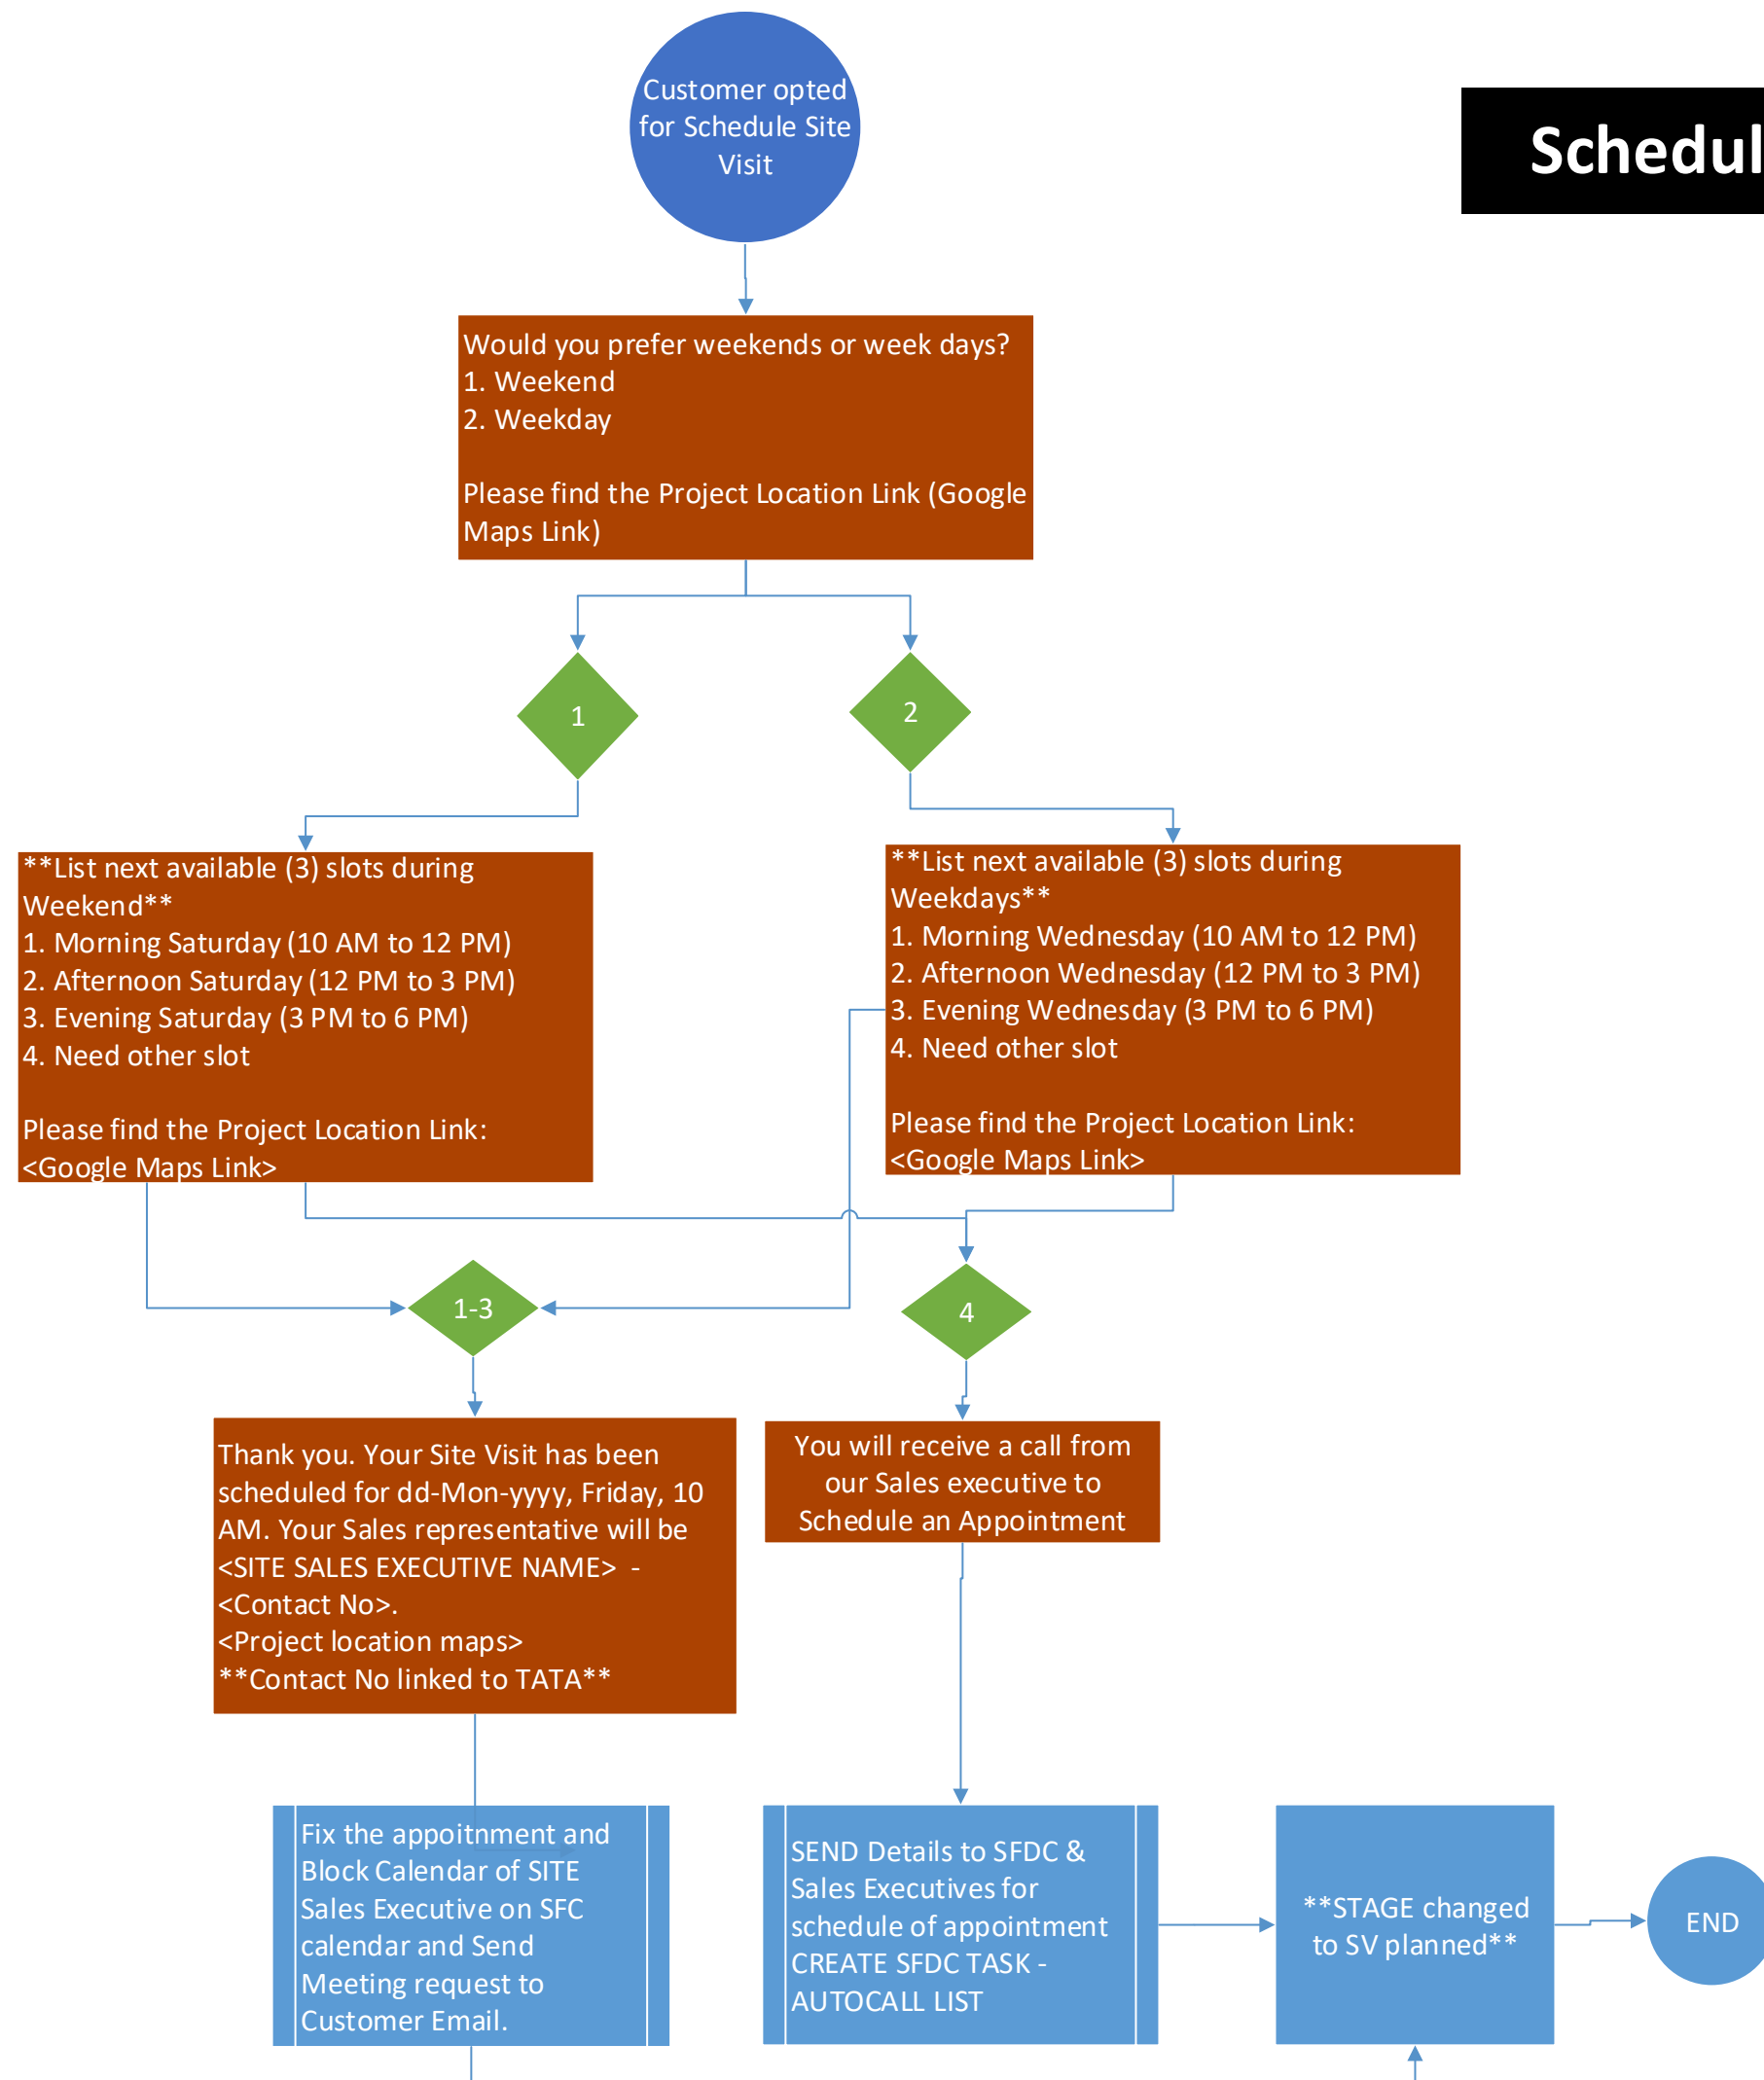 Customer opted
for Schedule Site
Visit
Schedul
Would you prefer weekends or week days?
1. Weekend
2. Weekday
Please find the Project Location Link (Google
Maps Link)
1
2
**List next available (3) slots during
Weekend**
1. Morning Saturday (10 AM to 12 PM)
2. Afternoon Saturday (12 PM to 3 PM)
3. Evening Saturday (3 PM to 6 PM)
4. Need other slot
Please find the Project Location Link:
<Google Maps Link>
**List next available (3) slots during
Weekdays**
1. Morning Wednesday (10 AM to 12 PM)
2. Afternoon Wednesday (12 PM to 3 PM)
3. Evening Wednesday (3 PM to 6 PM)
4. Need other slot
Please find the Project Location Link:
<Google Maps Link>
1-3
4
Thank you. Your Site Visit has been
scheduled for dd-Mon-yyyy, Friday, 10
AM. Your Sales representative will be
<SITE SALES EXECUTIVE NAME> -
<Contact No>.
<Project location maps>
**Contact No linked to TATA**
You will receive a call from
our Sales executive to
Schedule an Appointment
Fix the appoitnment and
Block Calendar of SITE
Sales Executive on SFC
calendar and Send
Meeting request to
Customer Email.
SEND Details to SFDC &
Sales Executives for
schedule of appointment
CREATE SFDC TASK -
AUTOCALL LIST
**STAGE changed
to SV planned**
END